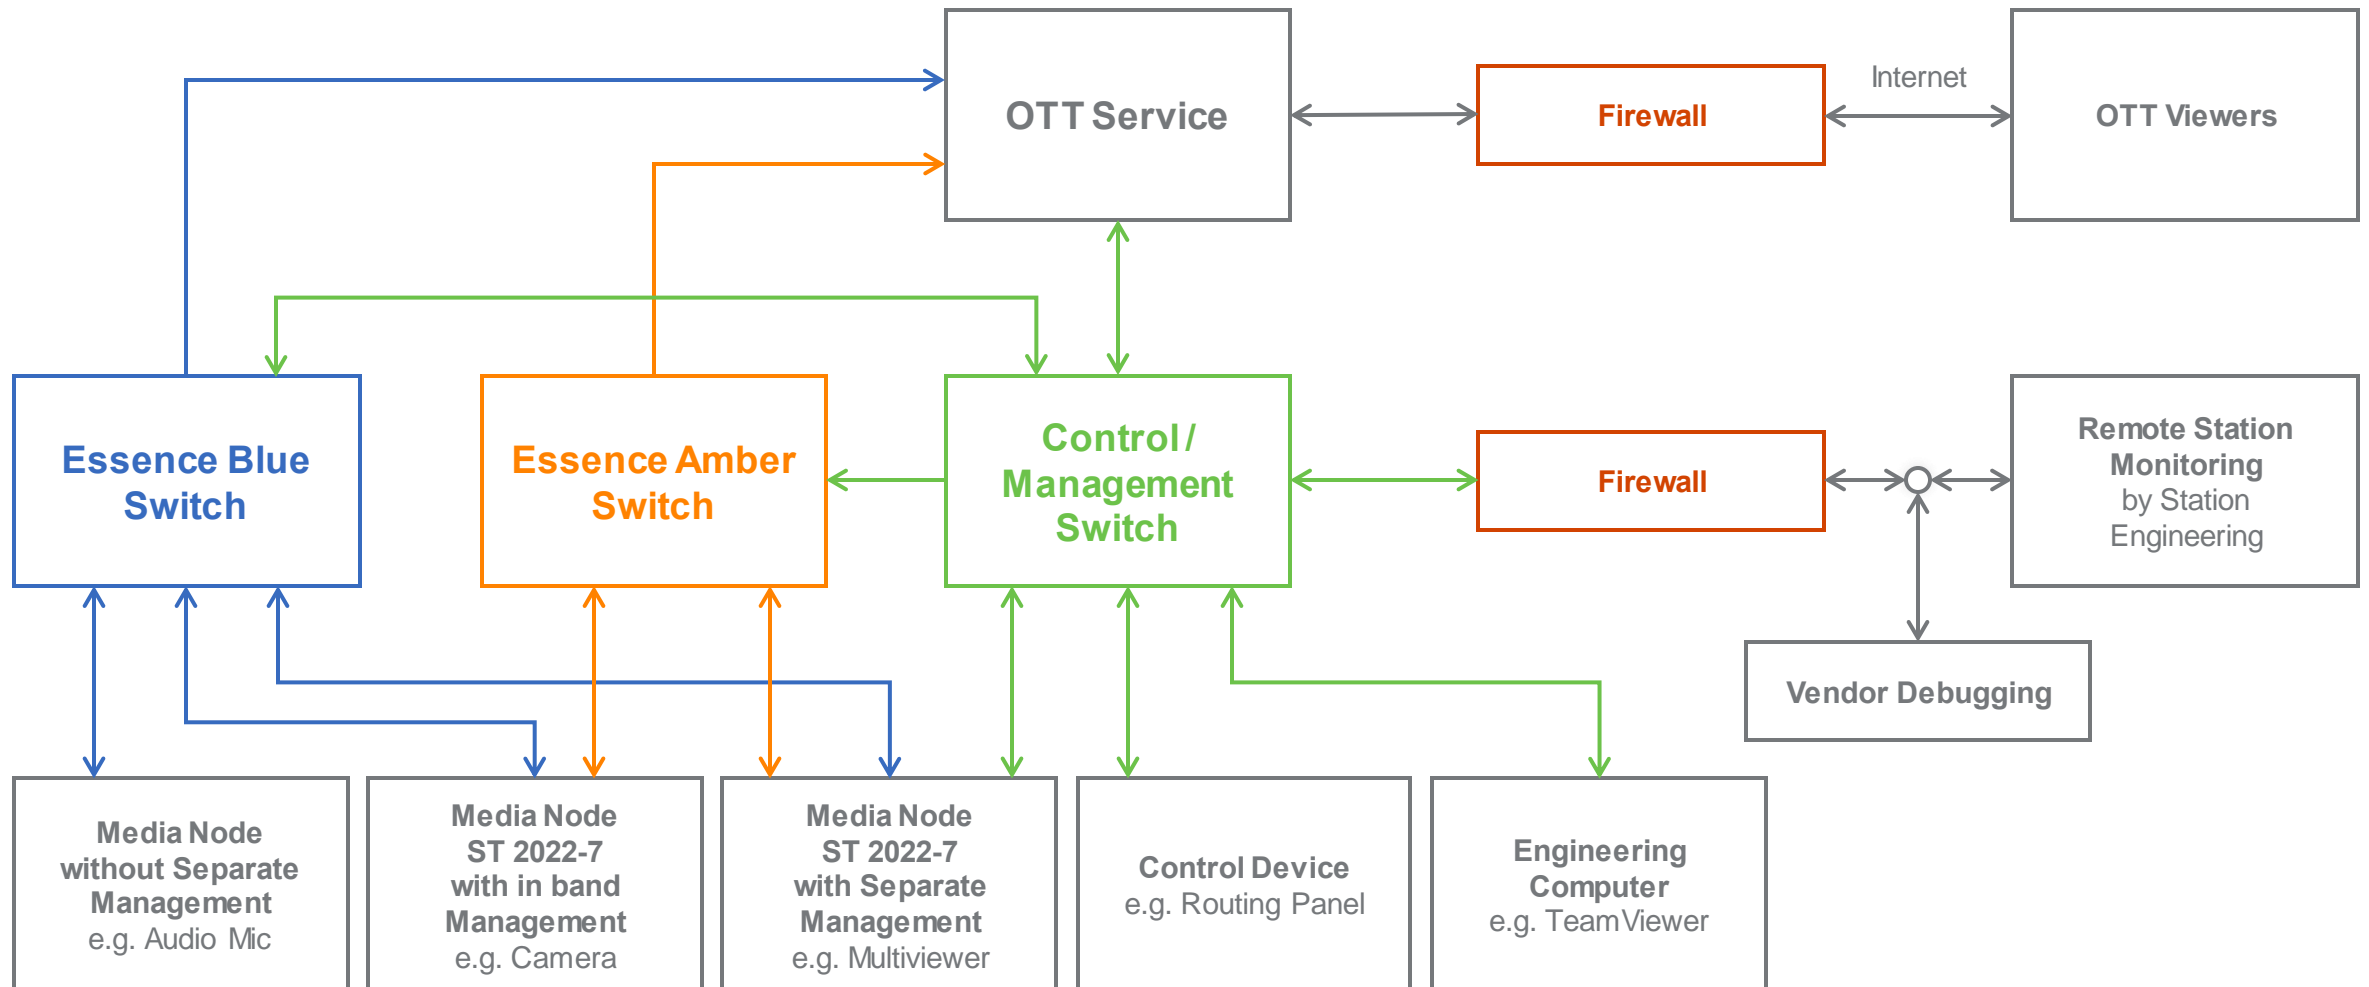 OTT Service
Firewall
Internet
OTT Viewers
Essence Blue
Switch
Essence Amber
Switch
Control /
Management
Switch
Firewall
Remote Station
Monitoring
by Station
Engineering
Vendor Debugging
Media Node
without Separate
Management
e.g. Audio Mic
Media Node
ST 2022-7
with in band
Management
e.g. Camera
Media Node
ST 2022-7
with Separate
Management
e.g. Multiviewer
Control Device
e.g. Routing Panel
Engineering
Computer
e.g. TeamViewer